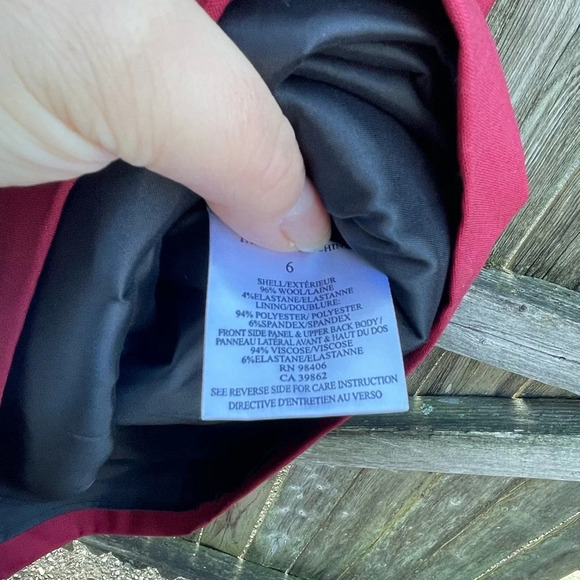 6
SHELL/EXTÉRIEUR
96% WOOL/LAINE
4%ELASTANE/ELASTANNE
LINING/DOUBLURE:
94% POLYESTER/ POLYESTER
6%SPANDEX/SPANDEX
FRONT SIDE PANEL & UPPER BACK BODY /
PANNEAU LATÉRAL AVANT & HAUT DU DOS
94% VISCOSE/VISCOSE
6%ELASTANE/ELASTANNE
RN 98406
CA 39862
SEE REVERSE SIDE FOR CARE INSTRUCTION
DIRECTIVE D'ENTRETIEN AU VERSO